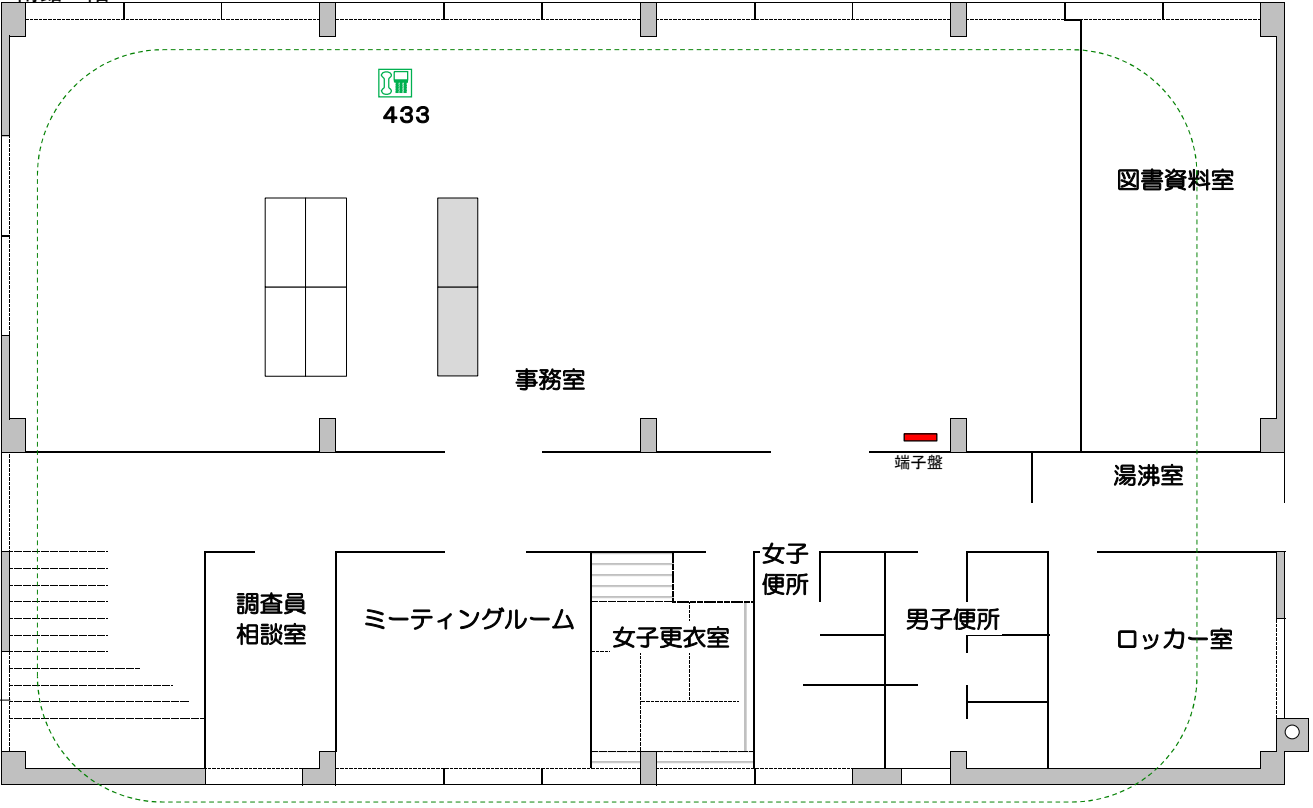 433
図書資料室
事務室
端子盤
湯沸室
女子
便所
調査員
相談室
ミーティングルーム
女子更衣室
男子便所
ロッカー室